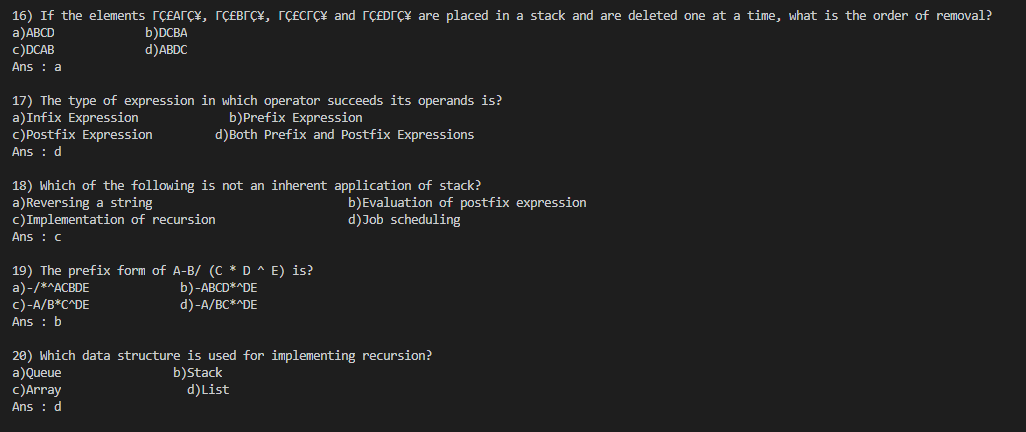 16) If the elements ΓÇ£AΓÇ¥, ΓÇ£BΓÇ¥, ΓÇ£CΓÇ¥ and ΓÇ£DΓÇ¥ are placed in a stack and are deleted one at a time, what is the order of removal?
a)ABCD b)DCBA
c)DCAB d)ABDC
Ans : a
17) The type of expression in which operator succeeds its operands is?
a)Infix Expression b)Prefix Expression
c)Postfix Expression d)Both Prefix and Postfix Expressions
Ans : d
18) Which of the following is not an inherent application of stack?
a)Reversing a string b)Evaluation of postfix expression
c)Implementation of recursion d)Job scheduling
Ans : c
19) The prefix form of A-B/ (C * D ^ E) is?
a)-/*^ACBDE b)-ABCD*^DE
c)-A/B*C^DE d)-A/BC*^DE
Ans : b
20) Which data structure is used for implementing recursion?
a)Queue b)Stack
c)Array d)List
Ans : d